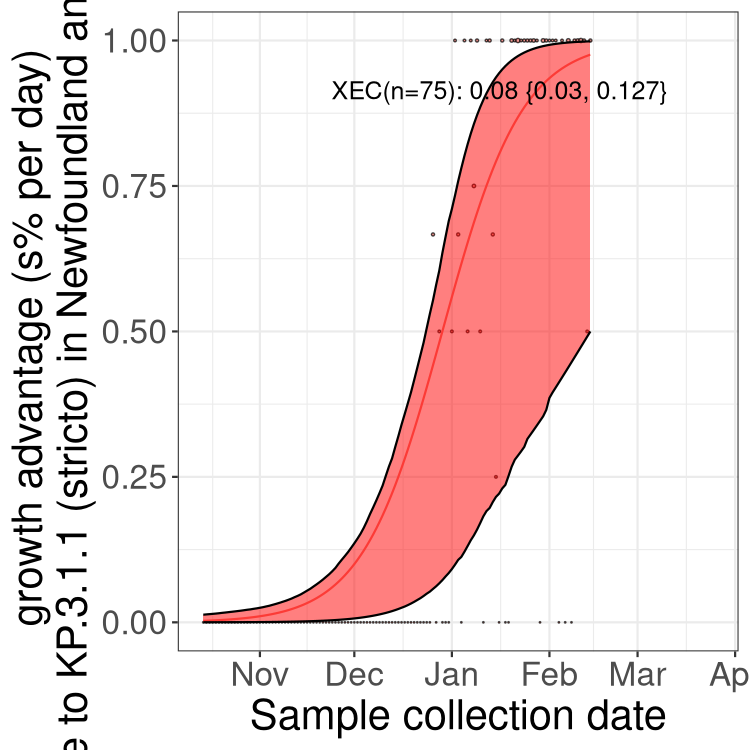 growth advantage (s% per day)
e to KP.3.1.1 (stricto) in Newfoundland an
1.00
0.75
0.50
0.25
0.00
XEC(n=75): 0.08 {0.03, 0.127}
Nov Dec Jan Feb Mar Ap
Sample collection date